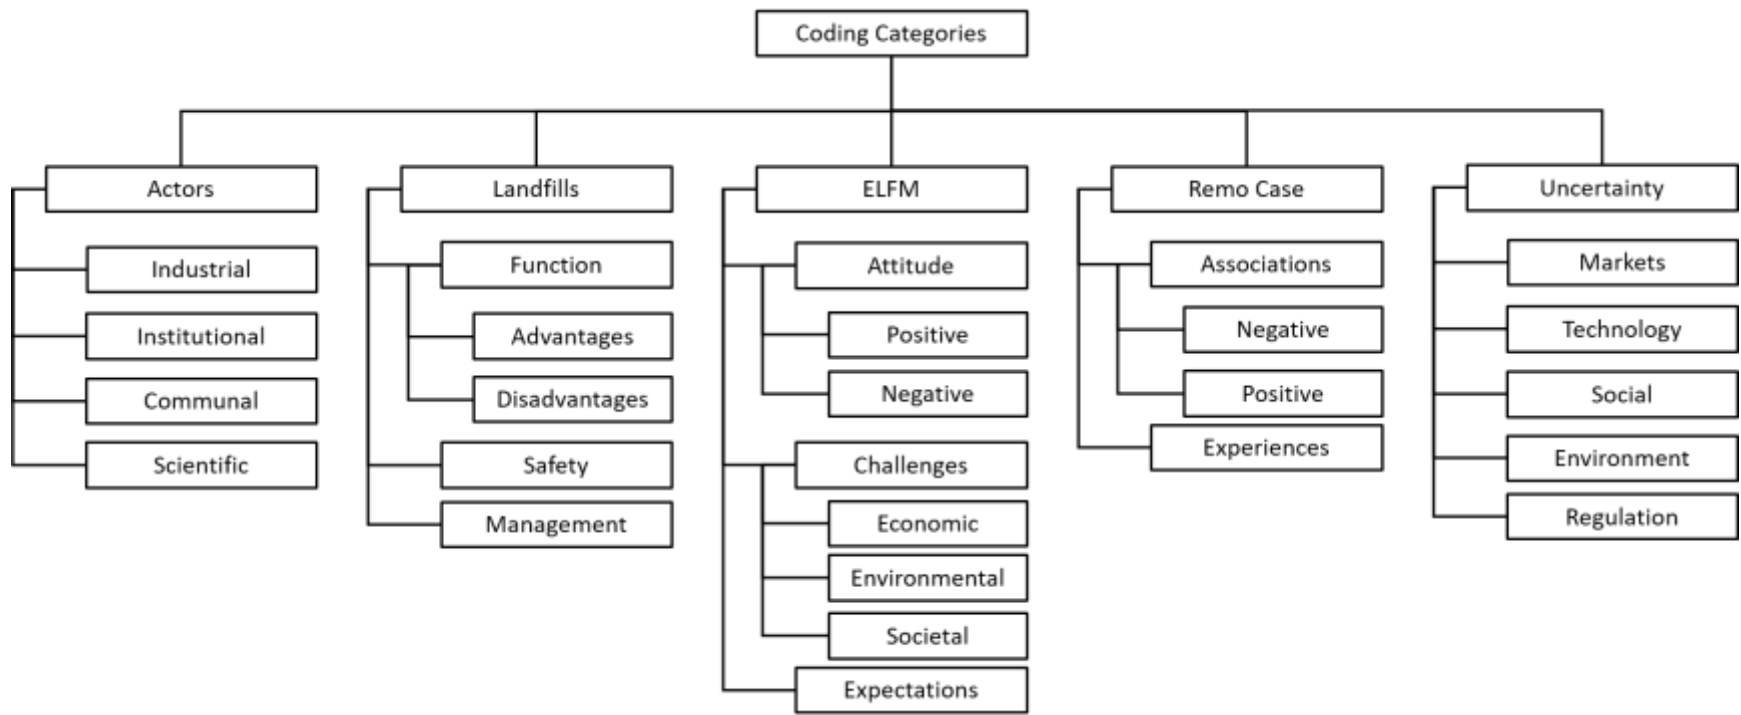 Coding Categories
Actors
Industrial
Institutional
Communal
Scientific
Landfills
Function
Advantages
Disadvantages
Safety
Management
ELFM
Attitude
Positive
Negative
Challenges
Economic
Environmental
Societal
Expectations
Remo Case
Associations
Negative
Positive
Experiences
Uncertainty
Markets
Technology
Social
Environment
Regulation